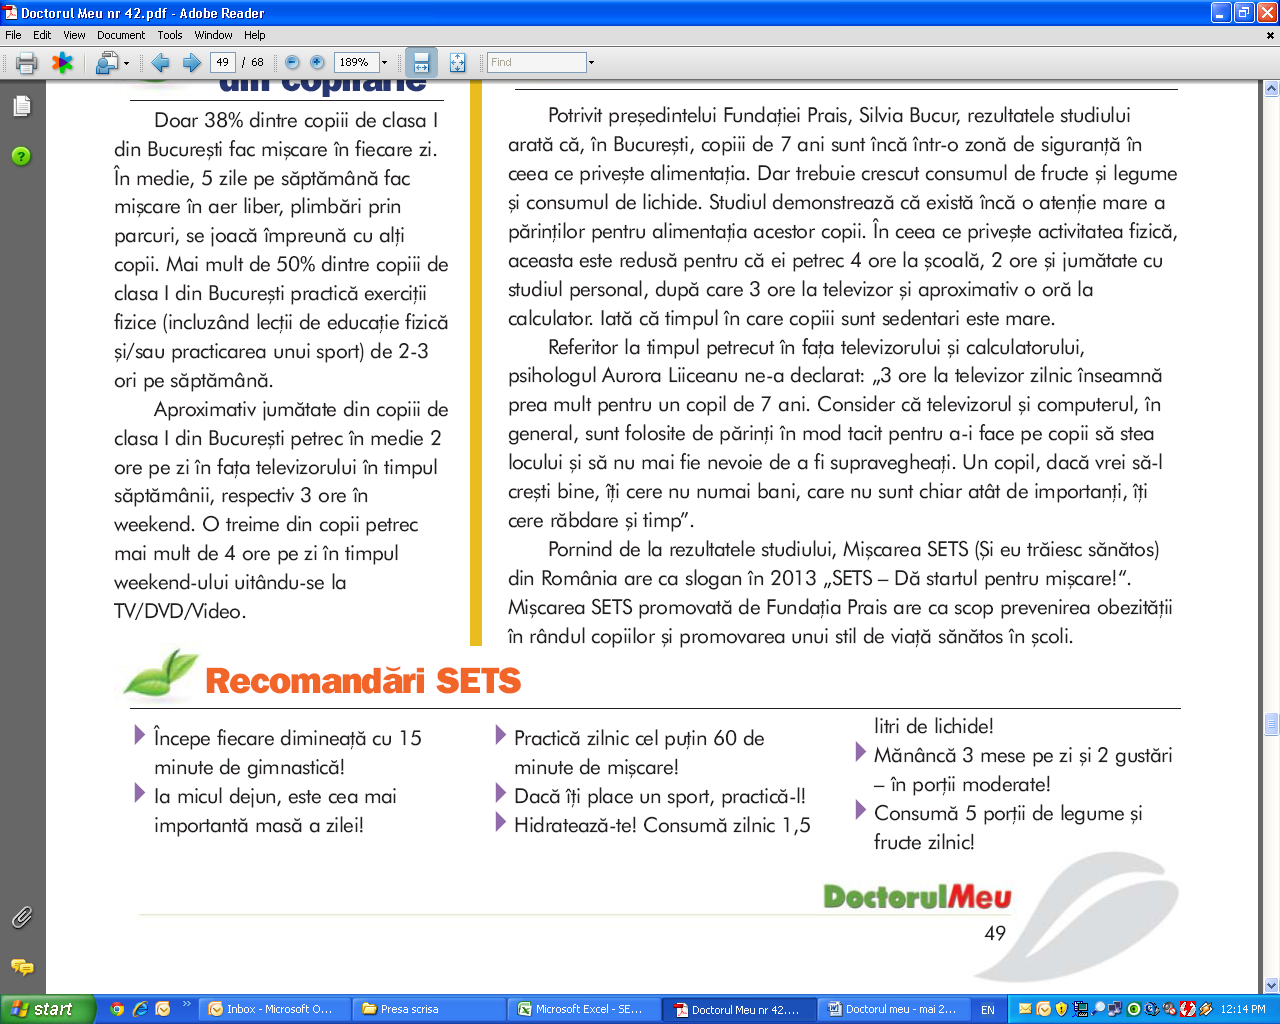 Doctorul Meu nr 42.pdf - Adobe Reader
File Edit View Document Tools Window Help
49 / 68 189% Find
din copilărie
Doar 38% dintre copiii de clasa I
din București fac mișcare în fiecare zi.
În medie, 5 zile pe săptămână fac
mișcare în aer liber, plimbări prin
parcuri, se joacă împreună cu alți
copii. Mai mult de 50% dintre copiii de
clasa I din București practică exerciții
fizice (incluzând lecții de educație fizică
și/sau practicarea unui sport) de 2-3
ori pe săptămână.
Aproximativ jumătate din copiii de
clasa I din București petrec în medie 2
ore pe zi în fața televizorului în timpul
săptămânii, respectiv 3 ore în
weekend. O treime din copii petrec
mai mult de 4 ore pe zi în timpul
weekend-ului uitându-se la
TV/DVD/Video.
Potrivit președintelui Fundației Prais, Silvia Bucur, rezultatele studiului
arată că, în București, copiii de 7 ani sunt încă într-o zonă de siguranță în
ceea ce privește alimentația. Dar trebuie crescut consumul de fructe și legume
și consumul de lichide. Studiul demonstrează că există încă o atenție mare a
părinților pentru alimentația acestor copii. În ceea ce privește activitatea fizică,
aceasta este redusă pentru că ei petrec 4 ore la școală, 2 ore și jumătate cu
studiul personal, după care 3 ore la televizor și aproximativ o oră la
calculator. Iată că timpul în care copiii sunt sedentari este mare.
Referitor la timpul petrecut în fața televizorului și calculatorului,
psihologul Aurora Liiceanu ne-a declarat: „3 ore la televizor zilnic înseamnă
prea mult pentru un copil de 7 ani. Consider că televizorul și computerul, în
general, sunt folosite de părinți în mod tacit pentru a-i face pe copii să stea
locului și să nu mai fie nevoie de a fi supravegheați. Un copil, dacă vrei să-l
crești bine, îți cere nu numai bani, care nu sunt chiar atât de importanți, îți
cere răbdare și timp”.
Pornind de la rezultatele studiului, Mișcarea SETS (Și eu trăiesc sănătos)
din România are ca slogan în 2013 „SETS – Dă startul pentru mișcare!“.
Mișcarea SETS promovată de Fundația Prais are ca scop prevenirea obezității
în rândul copiilor și promovarea unui stil de viață sănătos în școli.
Recomandări SETS
Începe fiecare dimineață cu 15
minute de gimnastică!
Ia micul dejun, este cea mai
importantă masă a zilei!
Practică zilnic cel puțin 60 de
minute de mișcare!
Dacă îți place un sport, practică-l!
Hidratează-te! Consumă zilnic 1,5
litri de lichide!
Mănâncă 3 mese pe zi și 2 gustări
– în porții moderate!
Consumă 5 porții de legume și
fructe zilnic!
DoctorulMeu
49
start Inbox - Microsoft O... Presa scrisa Microsoft Excel - SE... Doctorul Meu nr 42.... Doctorul meu - mai 2... EN 12:14 PM